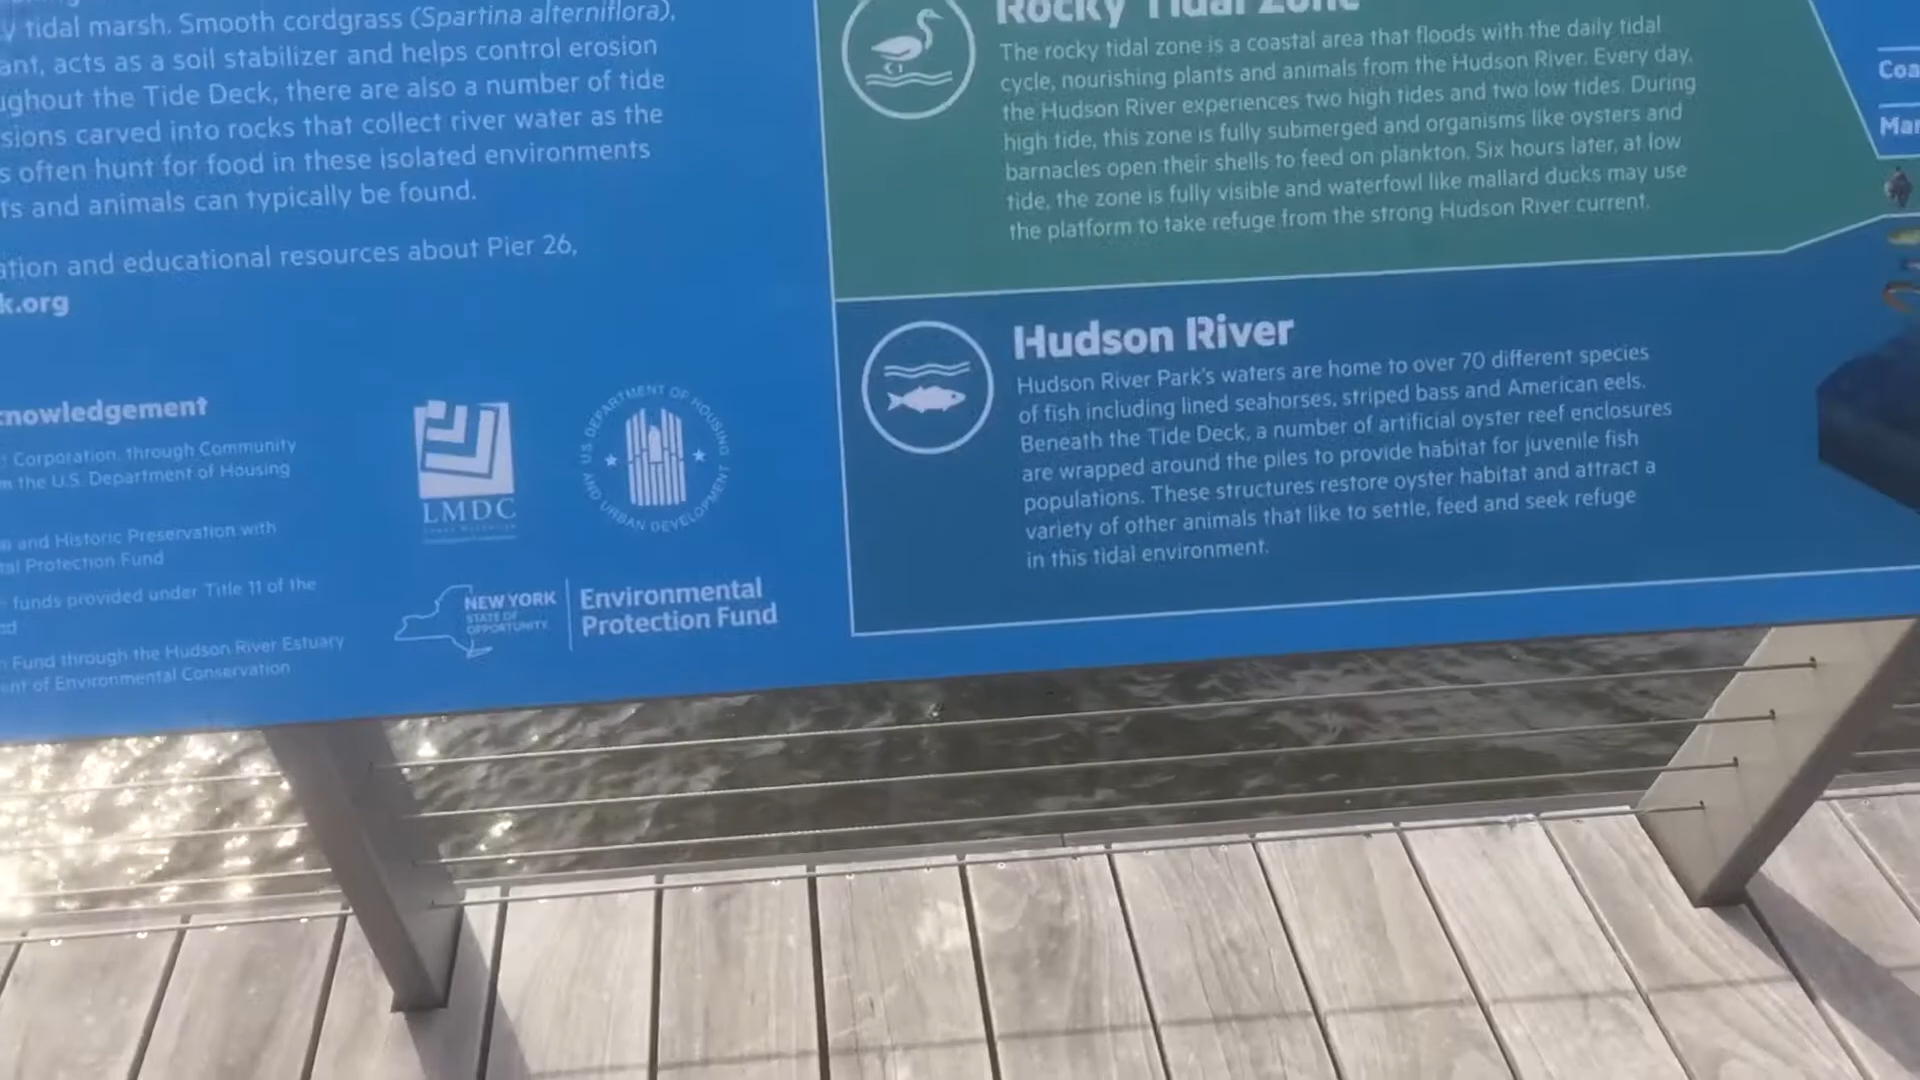 tidal marsh. Smooth cordgrass (Spartina alterniflora),
acts as a soil stabilizer and helps control erosion
the Tide Deck, there are also a number of tide
carved into rocks that collect river water as the
often hunt for food in these isolated environments
and animals can typically be found.
and educational resources about Pier 26,
k.org
Corporation, through Community
the U.S. Department of Housing
and Historic Preservation with
Protection Fund
funds provided under Title 11 of the
Fund through the Hudson River Estuary
of Environmental Conservation
LMDC
U.S. DEPARTMENT OF HOUSING
AND URBAN DEVELOPMENT
NEW YORK
STATE OF
OPPORTUNITY.
Environmental
Protection Fund
Rocky Tidal Zone
The rocky tidal zone is a coastal area that floods with the daily tidal
cycle, nourishing plants and animals from the Hudson River. Every day,
the Hudson River experiences two high tides and two low tides. During
high tide, this zone is fully submerged and organisms like oysters and
barnacles open their shells to feed on plankton. Six hours later, at low
tide, the zone is fully visible and waterfowl like mallard ducks may use
the platform to take refuge from the strong Hudson River current.
Hudson River
Hudson River Park's waters are home to over 70 different species
of fish including lined seahorses, striped bass and American eels.
Beneath the Tide Deck, a number of artificial oyster reef enclosures
are wrapped around the piles to provide habitat for juvenile fish
populations. These structures restore oyster habitat and attract a
variety of other animals that like to settle, feed and seek refuge
in this tidal environment.